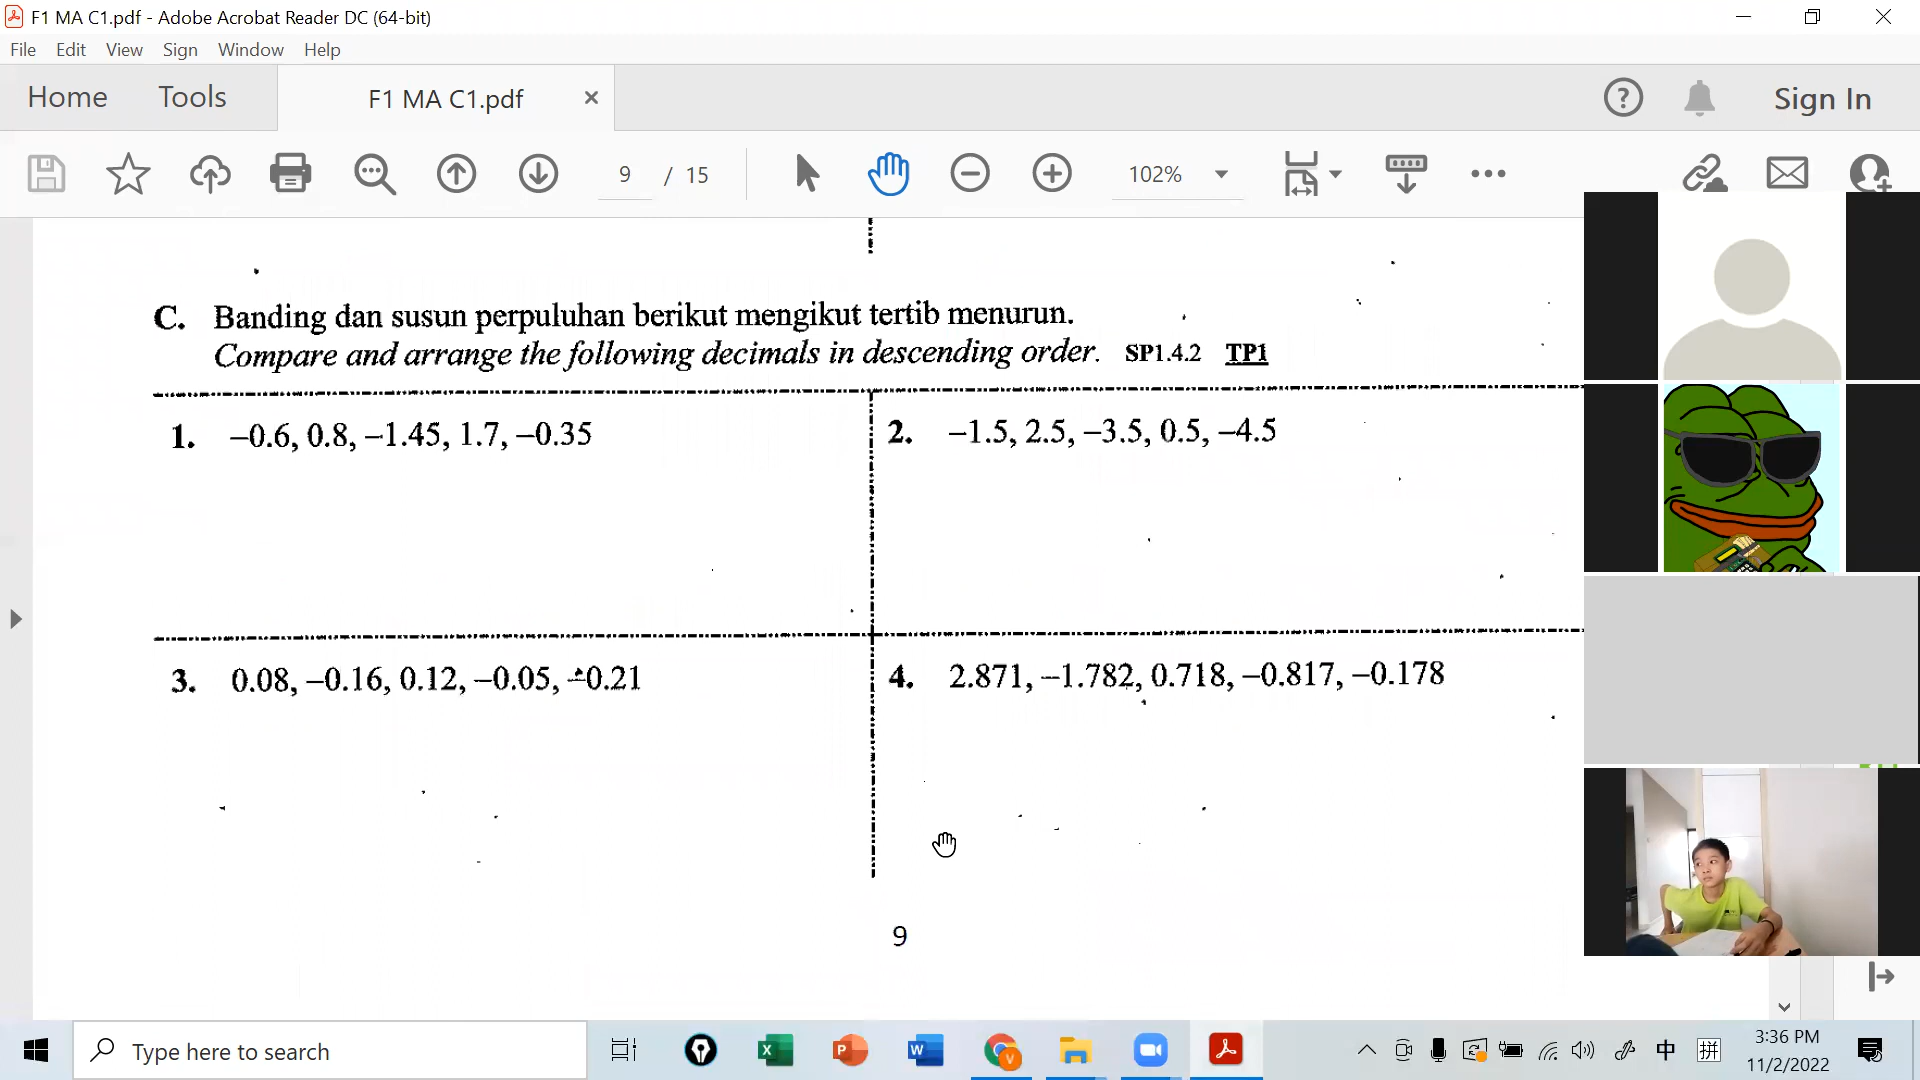 F1 MA C1.pdf - Adobe Acrobat Reader DC (64-bit)
File Edit View Sign Window Help
Home Tools F1 MA C1.pdf Sign In
9 / 15 102%
C. Banding dan susun perpuluhan berikut mengikut tertib menurun.
Compare and arrange the following decimals in descending order. SP1.4.2 TP1
1. –0.6, 0.8, –1.45, 1.7, –0.35
2. –1.5, 2.5, –3.5, 0.5, –4.5
3. 0.08, –0.16, 0.12, –0.05, –0.21
4. 2.871, –1.782, 0.718, –0.817, –0.178
9
Type here to search
中 拼
3:36 PM
11/2/2022